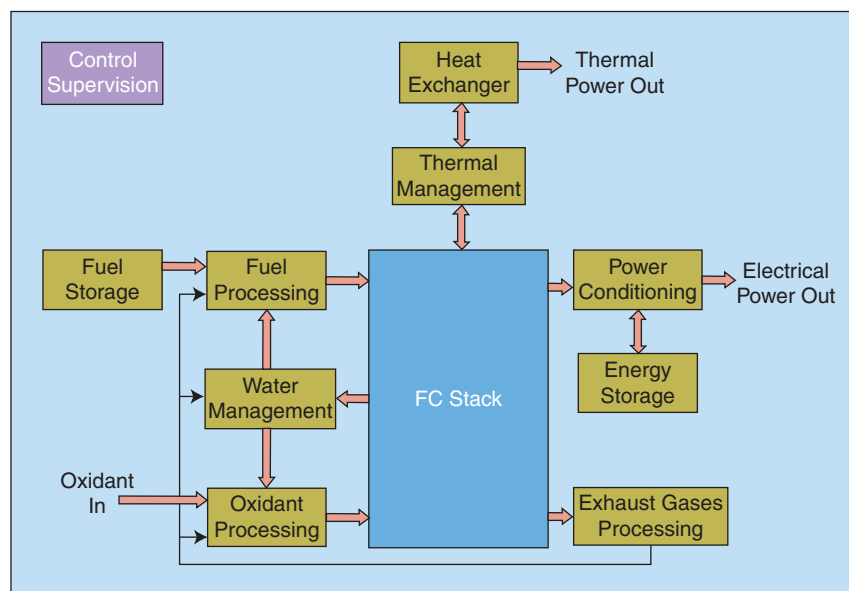 Control
Supervision
Heat
Exchanger
Thermal
Power Out
Thermal
Management
Fuel
Storage
Fuel
Processing
Power
Conditioning
Electrical
Power Out
Water
Management
FC Stack
Energy
Storage
Oxidant
In
Oxidant
Processing
Exhaust Gases
Processing